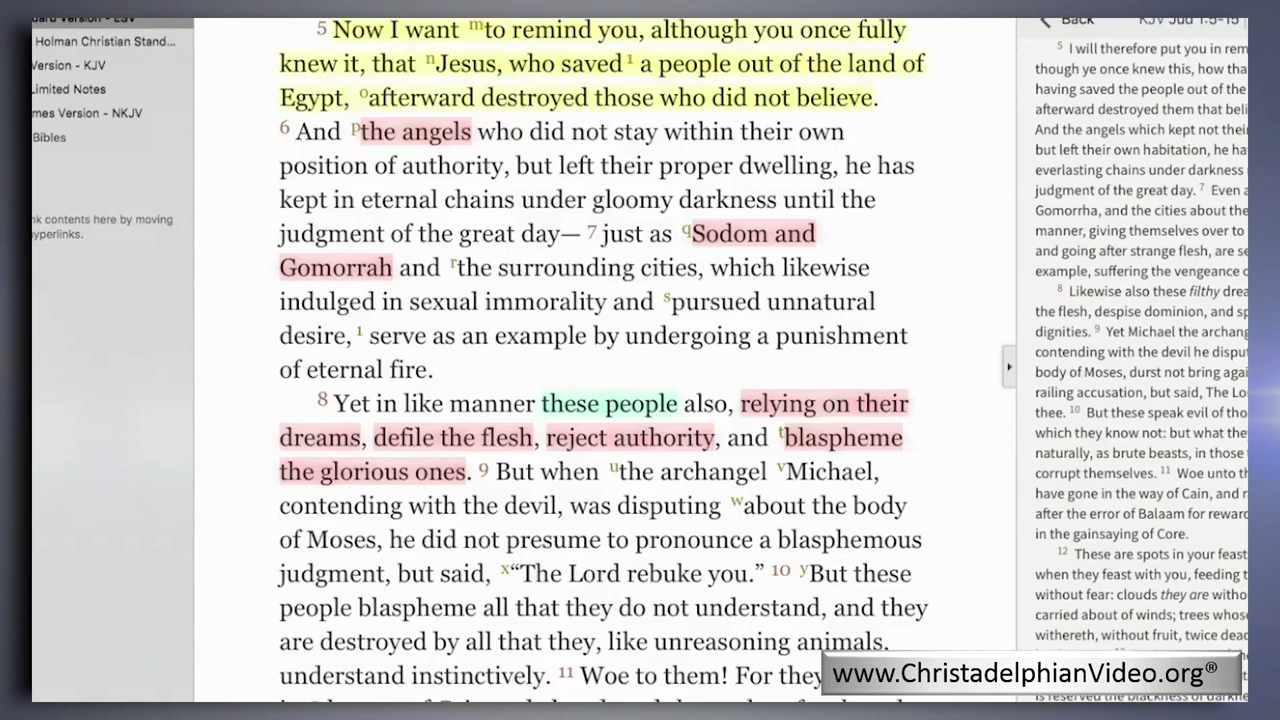 Holman Christian Stand...
Version - KJV
Limited Notes
mes Version - NKJV
Bibles
nk contents here by moving
yperlinks.
5 Now I want mto remind you, although you once fully
knew it, that nJesus, who saved1 a people out of the land of
Egypt, oafterward destroyed those who did not believe.
6 And pthe angels who did not stay within their own
position of authority, but left their proper dwelling, he has
kept in eternal chains under gloomy darkness until the
judgment of the great day— 7 just as qSodom and
Gomorrah and rthe surrounding cities, which likewise
indulged in sexual immorality and spursued unnatural
desire,1 serve as an example by undergoing a punishment
of eternal fire.
8 Yet in like manner these people also, relying on their
dreams, defile the flesh, reject authority, and tblaspheme
the glorious ones. 9 But when uthe archangel vMichael,
contending with the devil, was disputing wabout the body
of Moses, he did not presume to pronounce a blasphemous
judgment, but said, x“The Lord rebuke you.” 10 yBut these
people blaspheme all that they do not understand, and they
are destroyed by all that they, like unreasoning animals,
understand instinctively. 11 Woe to them! For they
Back KJV Jud 1:5-15
5 I will therefore put you in rem
though ye once knew this, how tha
having saved the people out of the
afterward destroyed them that beli
And the angels which kept not their
but left their own habitation, he ha
everlasting chains under darkness
judgment of the great day. 7 Even a
Gomorrha, and the cities about the
manner, giving themselves over to
and going after strange flesh, are se
example, suffering the vengeance o
8 Likewise also these filthy drea
the flesh, despise dominion, and sp
dignities. 9 Yet Michael the archang
contending with the devil he disput
body of Moses, durst not bring agai
railing accusation, but said, The Lo
thee. 10 But these speak evil of tho
which they know not: but what the
naturally, as brute beasts, in those
corrupt themselves. 11 Woe unto th
have gone in the way of Cain, and r
after the error of Balaam for reward
in the gainsaying of Core.
12 These are spots in your feast
when they feast with you, feeding t
without fear: clouds they are witho
carried about of winds; trees whose
withereth, without fruit, twice dead
www.ChristadelphianVideo.org®